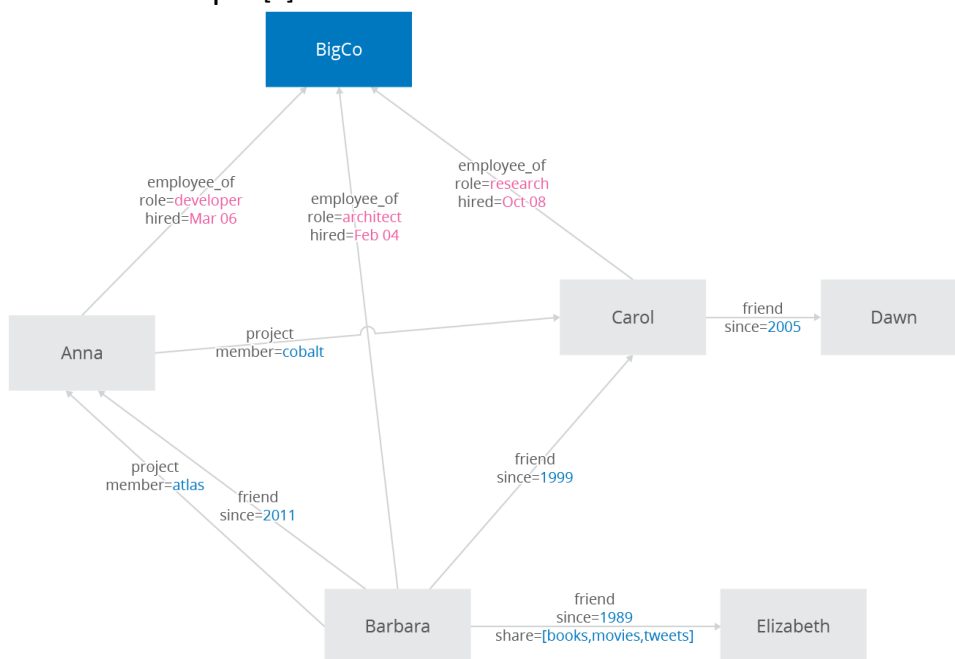 BigCo
employee_of
role=developer
hired=Mar 06
employee_of
role=architect
hired=Feb 04
employee_of
role=research
hired=Oct 08
Anna
project
member=cobalt
Carol
friend
since=2005
Dawn
project
member=atlas
friend
since=2011
friend
since=1999
Barbara
friend
since=1989
share=[books,movies,tweets]
Elizabeth